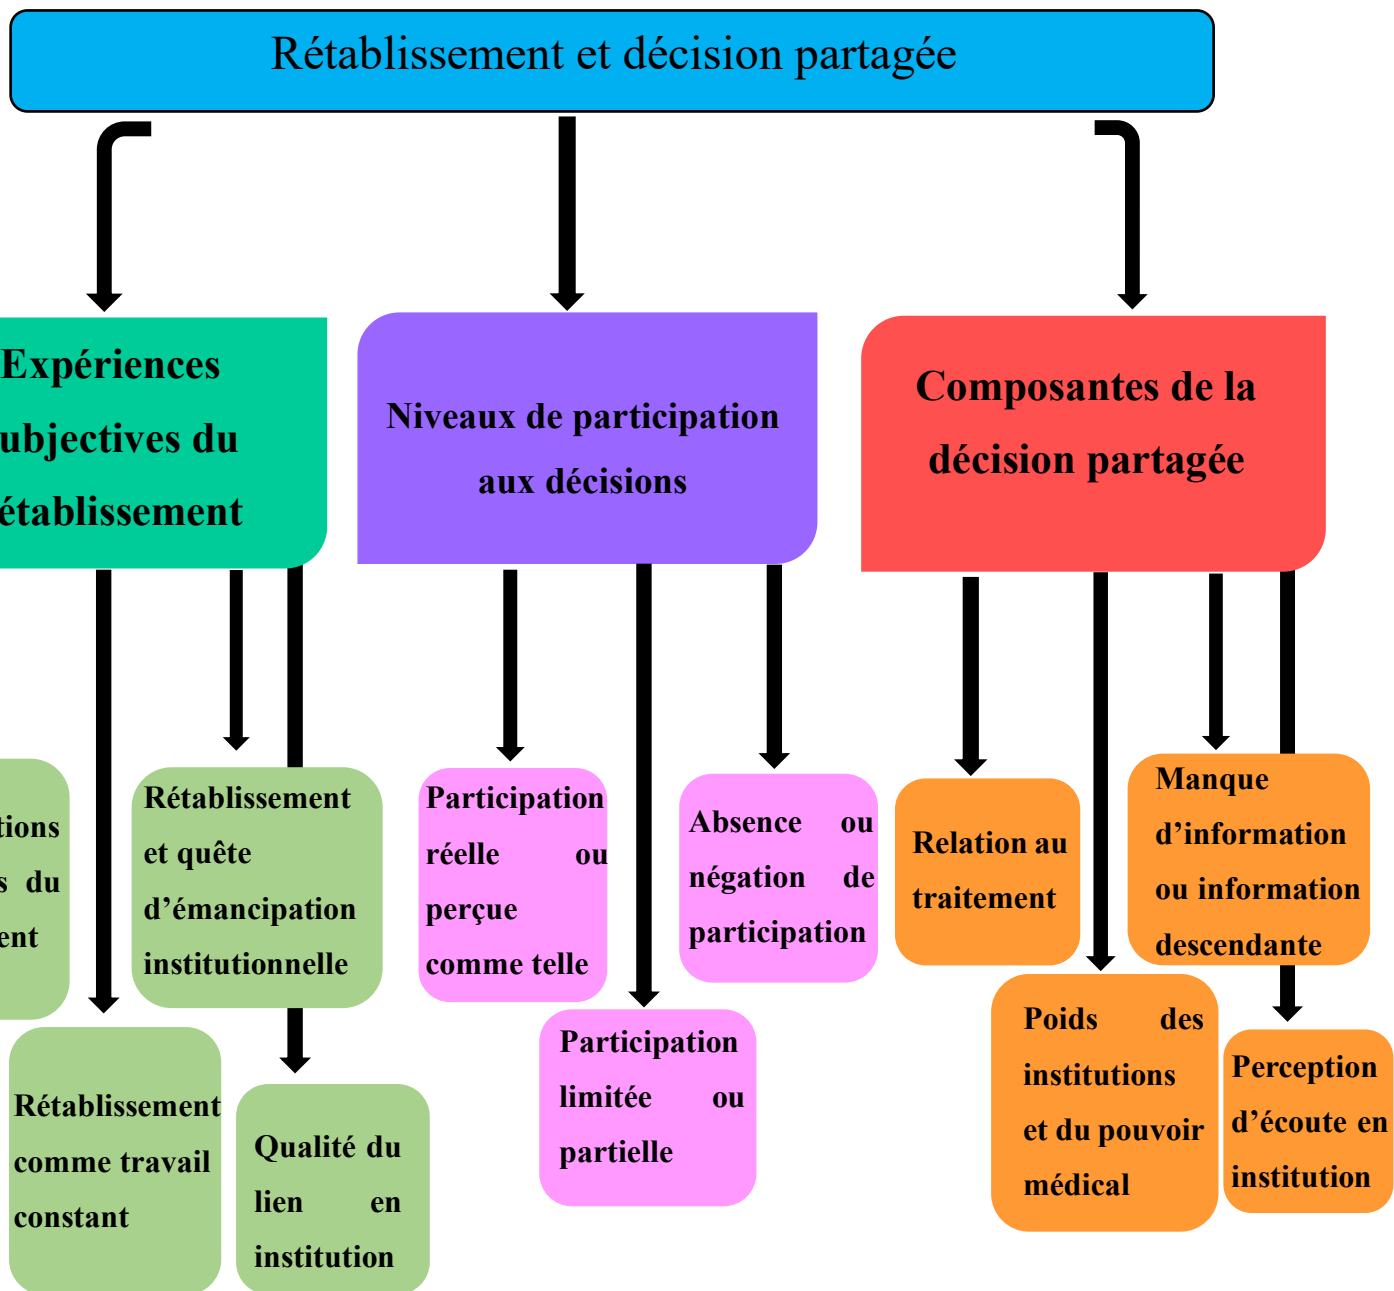 Rétablissement et décision partagée
Expériences
ubjectives du
établissement
Niveaux de participation
aux décisions
Composantes de la
décision partagée
tions
s du
ent
Rétablissement
et quête
d’émancipation
institutionnelle
Rétablissement
comme travail
constant
Qualité du
lien en
institution
Participation
réelle ou
perçue
comme telle
Participation
limitée ou
partielle
Absence ou
négation de
participation
Relation au
traitement
Poids des
institutions
et du pouvoir
médical
Manque
d’information
ou information
descendante
Perception
d’écoute en
institution